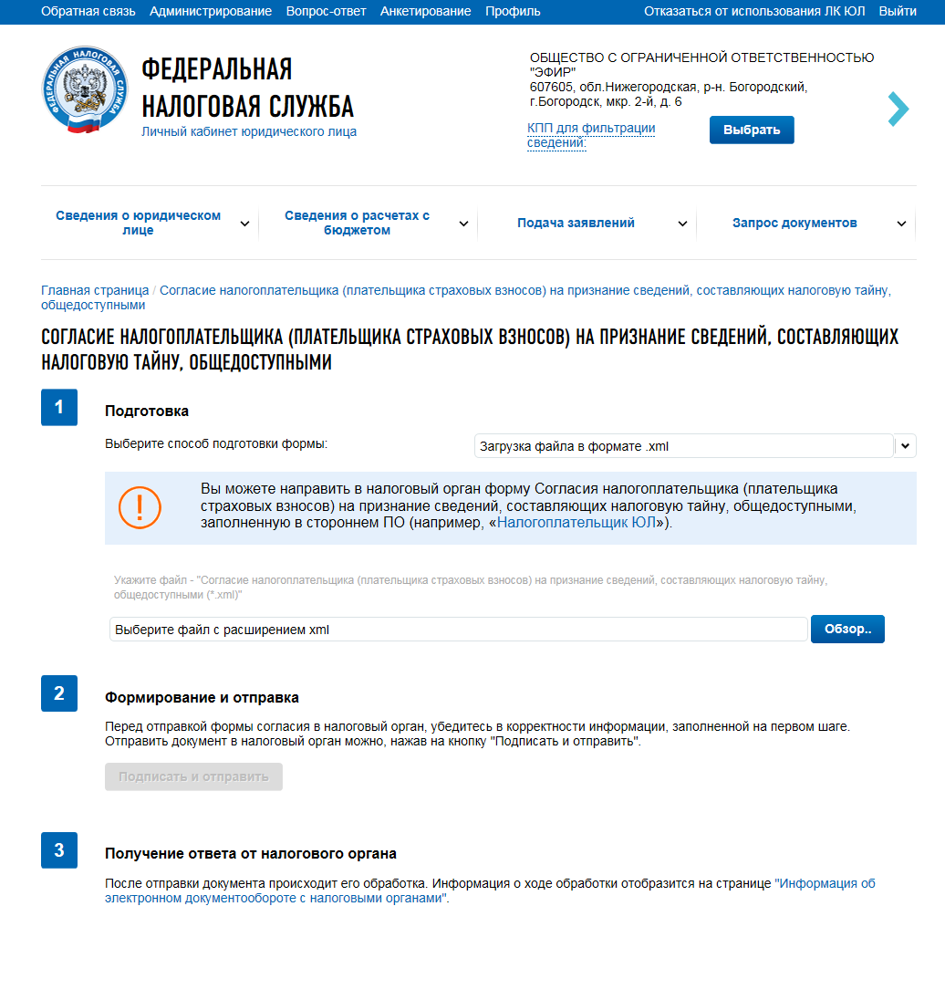 Обратная связь Администрирование Вопрос-ответ Анкетирование Профиль Отказаться от использования ЛК ЮЛ Выйти
ФЕДЕРАЛЬНАЯ НАЛОГОВАЯ СЛУЖБА
ФЕДЕРАЛЬНАЯ
НАЛОГОВАЯ СЛУЖБА
Личный кабинет юридического лица
ОБЩЕСТВО С ОГРАНИЧЕННОЙ ОТВЕТСТВЕННОСТЬЮ
"ЭФИР"
607605, обл.Нижегородская, р-н. Богородский,
г.Богородск, мкр. 2-й, д. 6
КПП для фильтрации
сведений:
Выбрать
Сведения о юридическом
лице
Сведения о расчетах с
бюджетом
Подача заявлений
Запрос документов
Главная страница / Согласие налогоплательщика (плательщика страховых взносов) на признание сведений, составляющих налоговую тайну,
общедоступными
СОГЛАСИЕ НАЛОГОПЛАТЕЛЬЩИКА (ПЛАТЕЛЬЩИКА СТРАХОВЫХ ВЗНОСОВ) НА ПРИЗНАНИЕ СВЕДЕНИЙ, СОСТАВЛЯЮЩИХ
НАЛОГОВУЮ ТАЙНУ, ОБЩЕДОСТУПНЫМИ
1
Подготовка
Выберите способ подготовки формы:
Загрузка файла в формате .xml
Вы можете направить в налоговый орган форму Согласия налогоплательщика (плательщика
страховых взносов) на признание сведений, составляющих налоговую тайну, общедоступными,
заполненную в стороннем ПО (например, «Налогоплательщик ЮЛ»).
Укажите файл - "Согласие налогоплательщика (плательщика страховых взносов) на признание сведений, составляющих налоговую тайну,
общедоступными (*.xml)"
Выберите файл с расширением xml
Обзор..
2
Формирование и отправка
Перед отправкой формы согласия в налоговый орган, убедитесь в корректности информации, заполненной на первом шаге.
Отправить документ в налоговый орган можно, нажав на кнопку "Подписать и отправить".
Подписать и отправить
3
Получение ответа от налогового органа
После отправки документа происходит его обработка. Информация о ходе обработки отобразится на странице "Информация об
электронном документообороте с налоговыми органами".